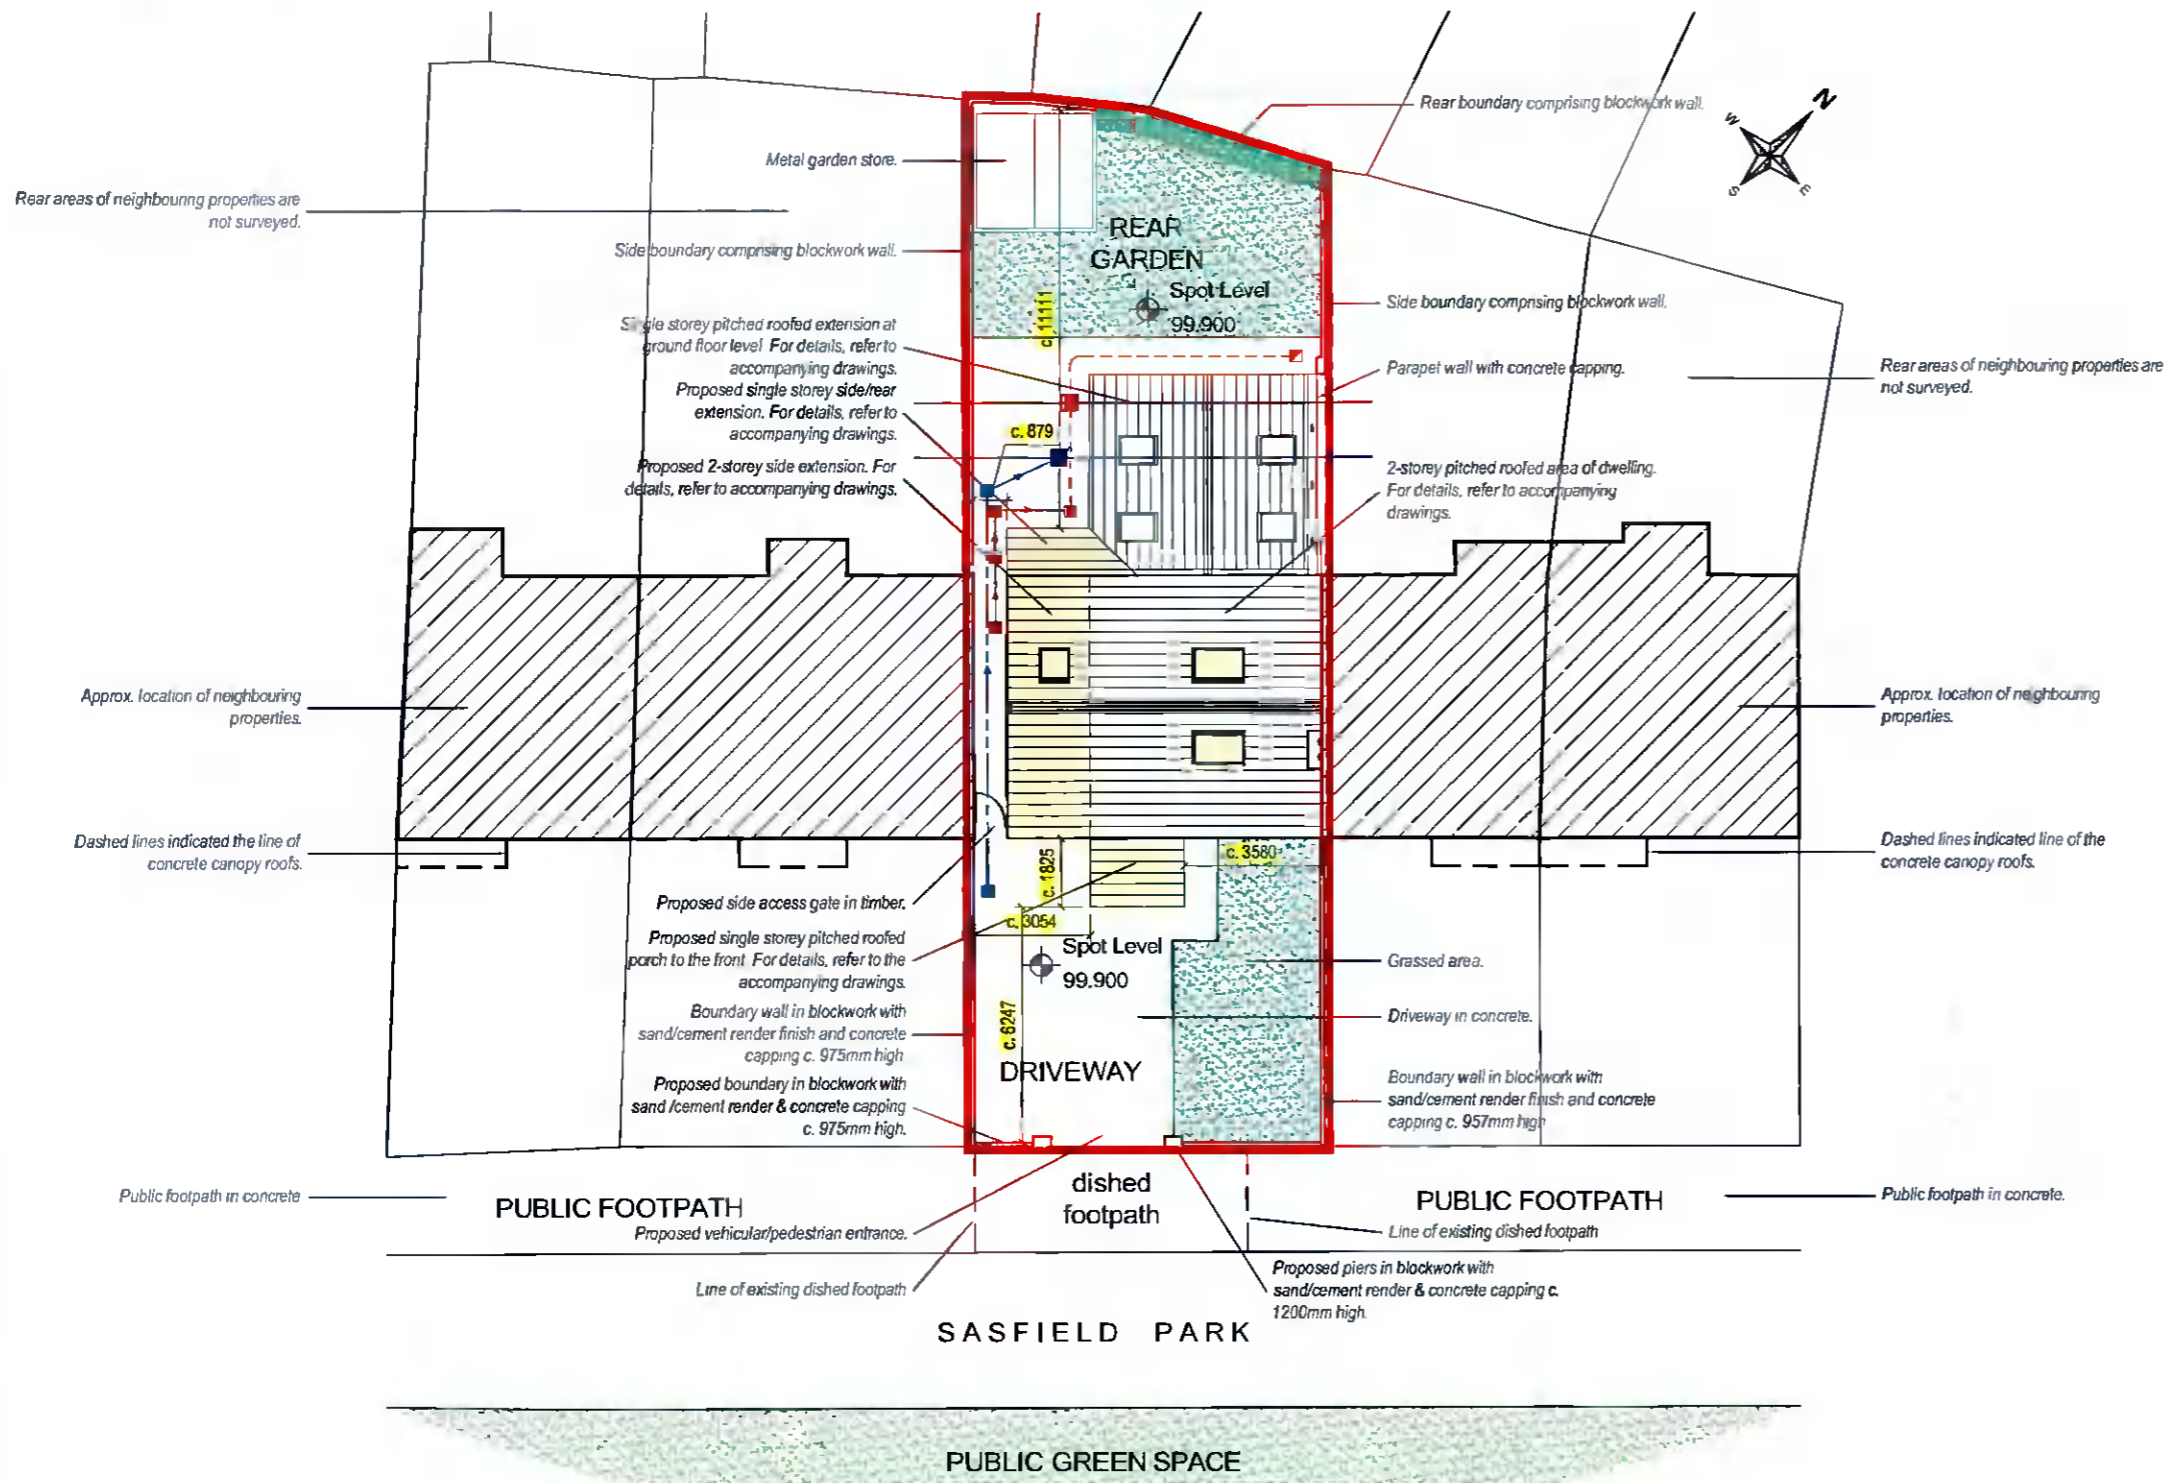 Rear boundary comprising blockwork wall.
N
W
S
E
Metal garden store.
Rear areas of neighbouring properties are
not surveyed.
REAR
GARDEN
Side boundary comprising blockwork wall.
Spot Level
99.900
Side boundary comprising blockwork wall.
c. 1111
Single storey pitched roofed extension at
ground floor level For details, refer to
accompanying drawings.
Parapet wall with concrete capping.
Rear areas of neighbouring properties are
not surveyed.
Proposed single storey side/rear
extension. For details, refer to
accompanying drawings.
c. 879
Proposed 2-storey side extension. For
details, refer to accompanying drawings.
2-storey pitched roofed area of dwelling.
For details, refer to accompanying
drawings.
Approx. location of neighbouring
properties.
Approx. location of neighbouring
properties.
Dashed lines indicated the line of
concrete canopy roofs.
Dashed lines indicated line of the
concrete canopy roofs.
c. 1825
c. 3580
Proposed side access gate in timber.
c. 3054
Proposed single storey pitched roofed
porch to the front For details, refer to the
accompanying drawings.
Spot Level
99.900
Grassed area.
Boundary wall in blockwork with
sand/cement render finish and concrete
capping c. 975mm high
c. 6247
Driveway in concrete.
DRIVEWAY
Proposed boundary in blockwork with
sand /cement render & concrete capping
c. 975mm high.
Boundary wall in blockwork with
sand/cement render finish and concrete
capping c. 957mm high
Public footpath in concrete
PUBLIC FOOTPATH
dished
footpath
PUBLIC FOOTPATH
Public footpath in concrete.
Proposed vehicular/pedestrian entrance.
Line of existing dished footpath
Line of existing dished footpath
Proposed piers in blockwork with
sand/cement render & concrete capping c.
1200mm high.
SASFIELD PARK
PUBLIC GREEN SPACE